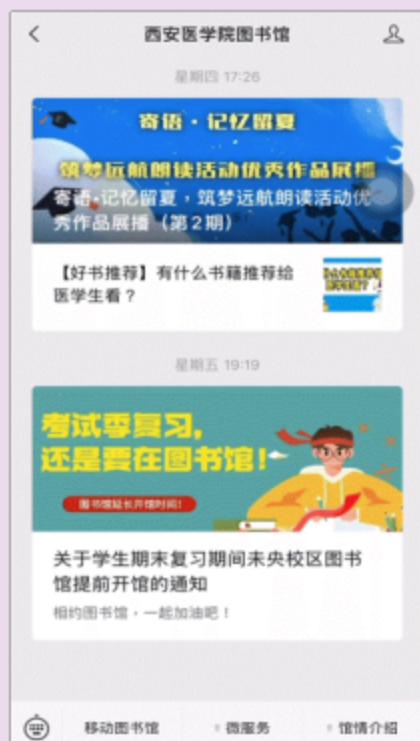 西安医学院图书馆
星期四 17:26
寄语·记忆留夏
筑梦远航朗读活动优秀作品展播
寄语·记忆留夏，筑梦远航朗读活动优
秀作品展播（第2期）
【好书推荐】有什么书籍推荐给
医学生看？
星期五 19:19
考试季复习，
还是要在图书馆！
图书馆延长开馆时间！
关于学生期末复习期间未央校区图书
馆提前开馆的通知
相约图书馆，一起加油吧！
移动图书馆
微服务
馆情介绍